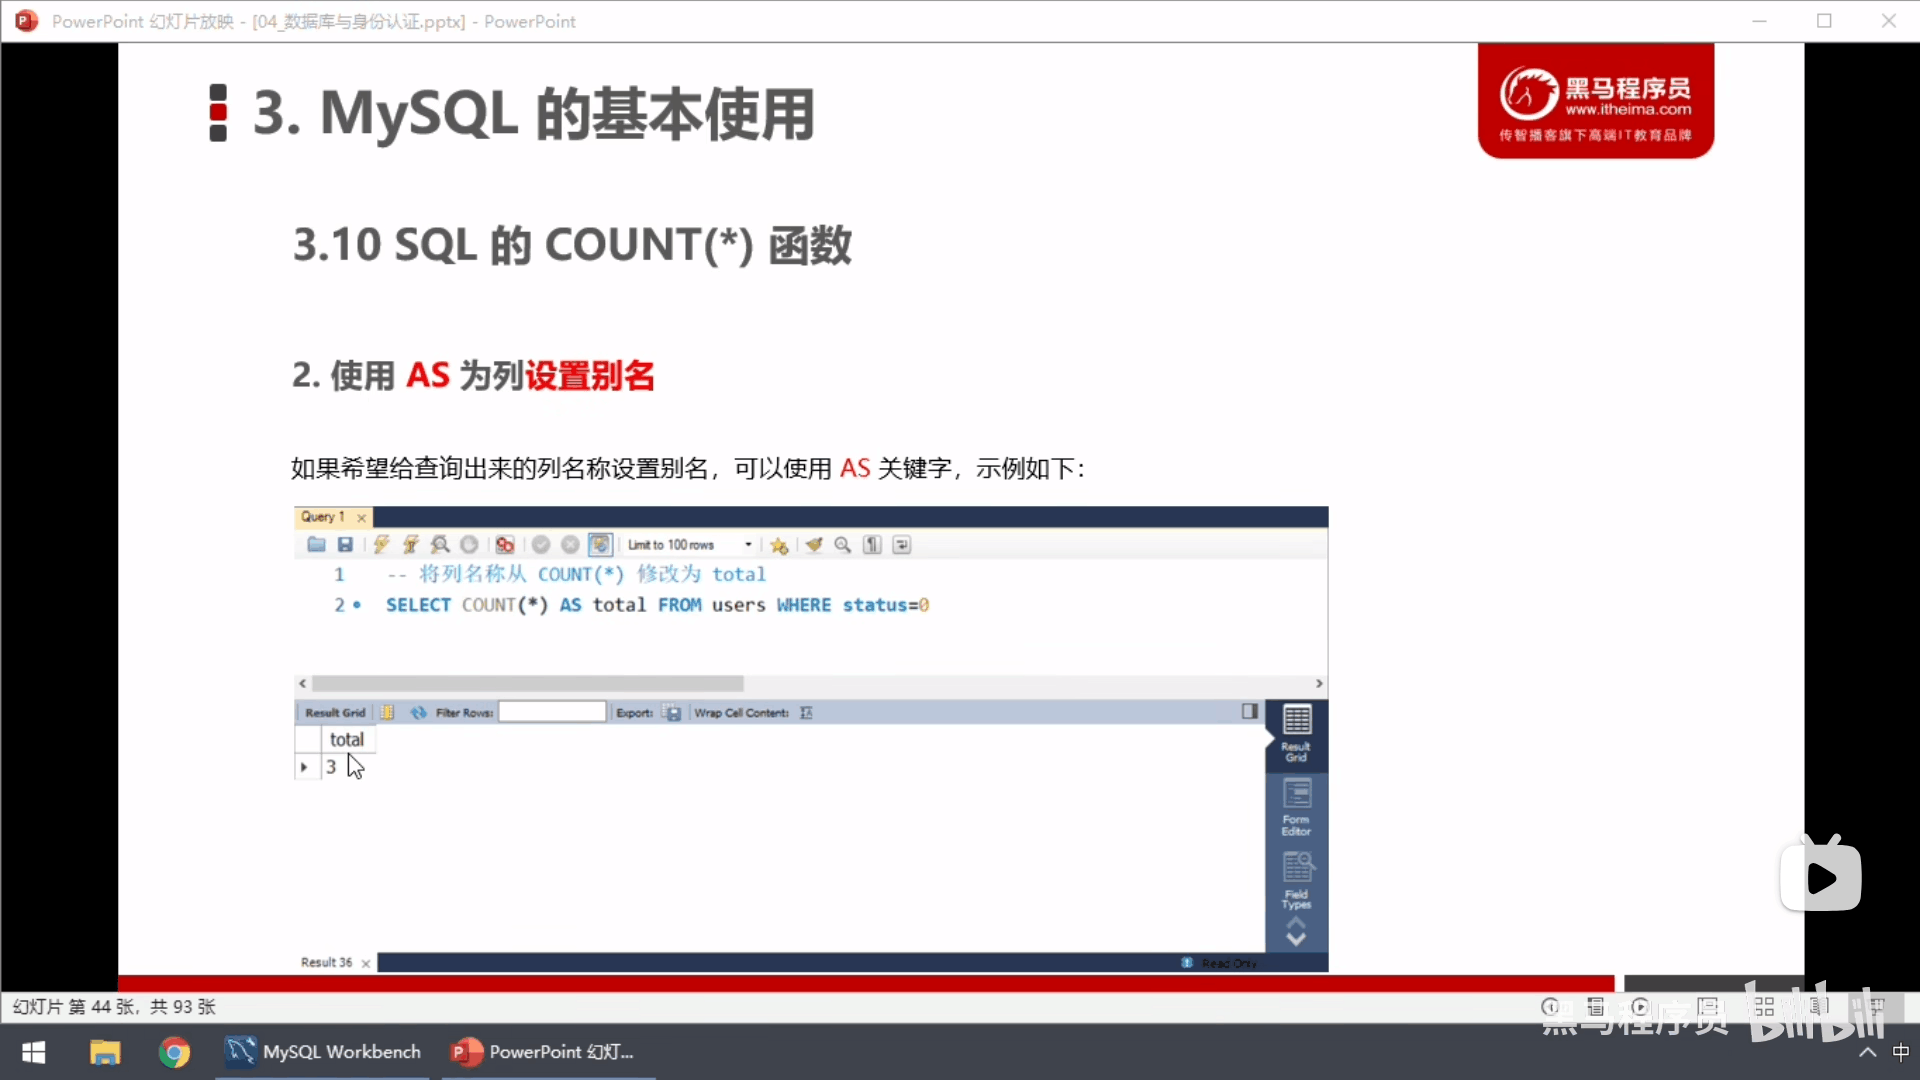 PowerPoint 幻灯片放映 - [04_数据库与身份认证.pptx] - PowerPoint
黑马程序员
www.itheima.com
传智播客旗下高端IT教育品牌
3. MySQL 的基本使用
3.10 SQL 的 COUNT(*) 函数
2. 使用 AS 为列设置别名
如果希望给查询出来的列名称设置别名，可以使用 AS 关键字，示例如下：
Query 1
Limit to 100 rows
1 -- 将列名称从 COUNT(*) 修改为 total
2 SELECT COUNT(*) AS total FROM users WHERE status=0
Result Grid Filter Rows: Export: Wrap Cell Content:
total
3
Result Grid
Form Editor
Field Types
Result 36
Read Only
幻灯片 第 44 张，共 93 张
黑马程序员 bilibili
MySQL Workbench
PowerPoint 幻灯...
中